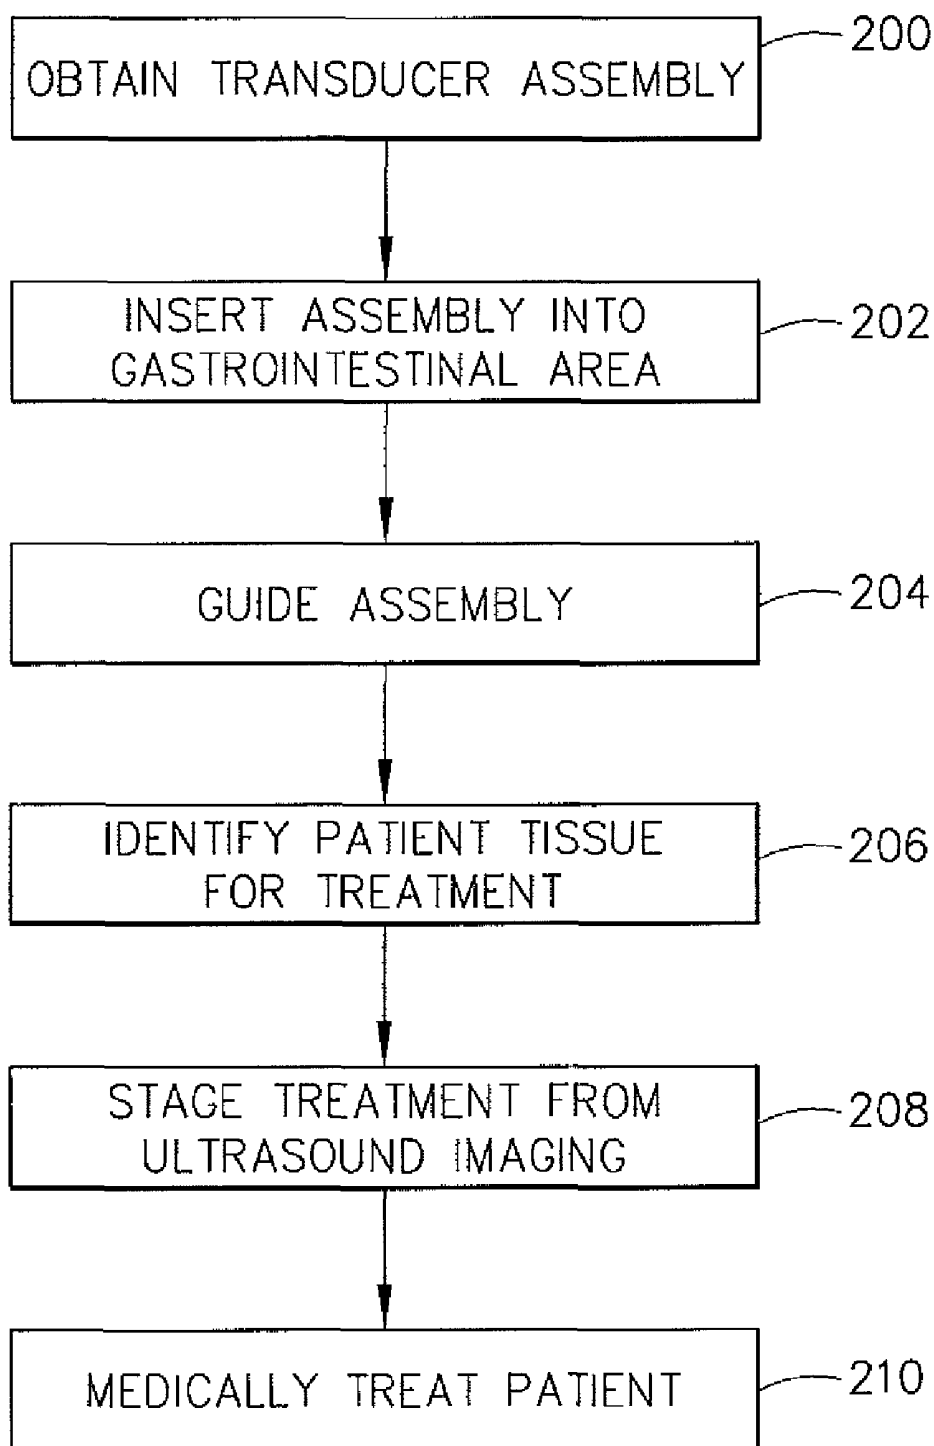 200
OBTAIN TRANSDUCER ASSEMBLY
INSERT ASSEMBLY INTO
GASTROINTESTINAL AREA
202
GUIDE ASSEMBLY
204
IDENTIFY PATIENT TISSUE
FOR TREATMENT
206
STAGE TREATMENT FROM
ULTRASOUND IMAGING
208
MEDICALLY TREAT PATIENT
210